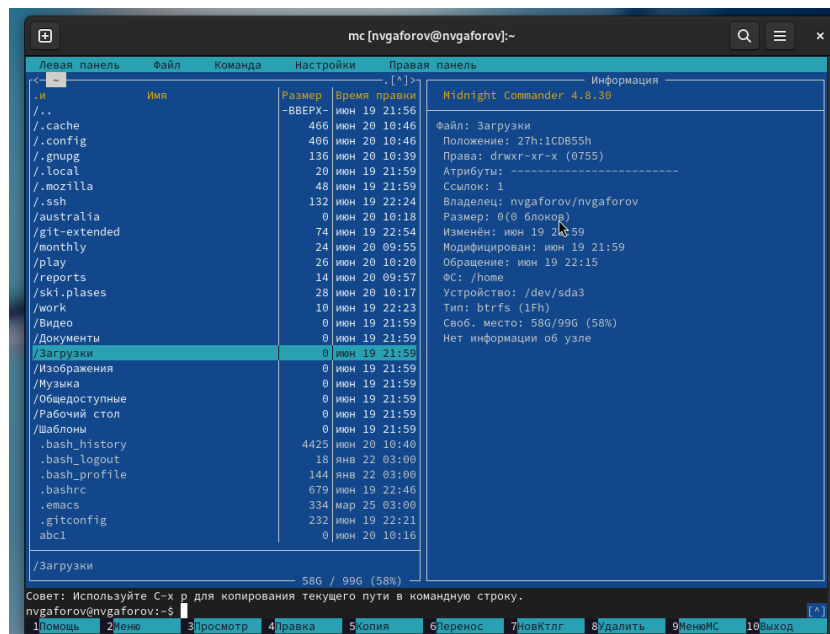 mc [nvgaforov@nvgaforov]:~
Левая панель Файл Команда Настройки Правая панель
<— ~ .[^]>
.и Имя Размер Время правки
/.. -ВВЕРХ- июн 19 21:56
/.cache 466 июн 20 10:46
/.config 406 июн 20 10:46
/.gnupg 136 июн 20 10:39
/.local 20 июн 19 21:59
/.mozilla 48 июн 19 21:59
/.ssh 132 июн 19 22:24
/australia 0 июн 20 10:18
/git-extended 74 июн 19 22:54
/monthly 24 июн 20 09:55
/play 26 июн 20 10:20
/reports 14 июн 20 09:57
/ski.plases 28 июн 20 10:17
/work 10 июн 19 22:23
/Видео 0 июн 19 21:59
/Документы 0 июн 19 21:59
/Загрузки 0 июн 19 21:59
/Изображения 0 июн 19 21:59
/Музыка 0 июн 19 21:59
/Общедоступные 0 июн 19 21:59
/Рабочий стол 0 июн 19 21:59
/Шаблоны 0 июн 19 21:59
.bash_history 4425 июн 20 10:40
.bash_logout 18 янв 22 03:00
.bash_profile 144 янв 22 03:00
.bashrc 679 июн 19 22:46
.emacs 334 мар 25 03:00
.gitconfig 232 июн 19 22:21
abc1 0 июн 20 10:16
/Загрузки
58G / 99G (58%)
Информация
Midnight Commander 4.8.30
Файл: Загрузки
Положение: 27h:1CDB55h
Права: drwxr-xr-x (0755)
Атрибуты: -------------------------
Ссылок: 1
Владелец: nvgaforov/nvgaforov
Размер: 0(0 блоков)
Изменён: июн 19
Модифицирован: июн 19 21:59
Обращение: июн 19 22:15
ФС: /home
Устройство: /dev/sda3
Тип: btrfs (1Fh)
Своб. место: 58G/99G (58%)
Нет информации об узле
Совет: Используйте C-x p для копирования текущего пути в командную строку.
nvgaforov@nvgaforov:~$ [^]
1Помощь 2Меню 3Просмотр 4Правка 5Копия 6Перенос 7НовКтлг 8Удалить 9МенюMC 10Выход